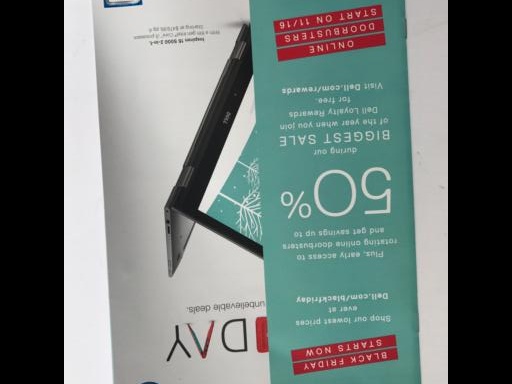 BLACK FRIDAY
STARTS NOW
Shop our lowest prices
ever at
Dell.com/blackfriday
Plus, early access to
rotating online doorbusters
and get savings up to
50%
during our
BIGGEST SALE
of the year when you join
Dell Loyalty Rewards
for free.
Visit Dell.com/rewards
ONLINE
DOORBUSTERS
START ON 11/16
DAY
unbelievable deals.
DELL
Inspiron 15 5000 2-in-1